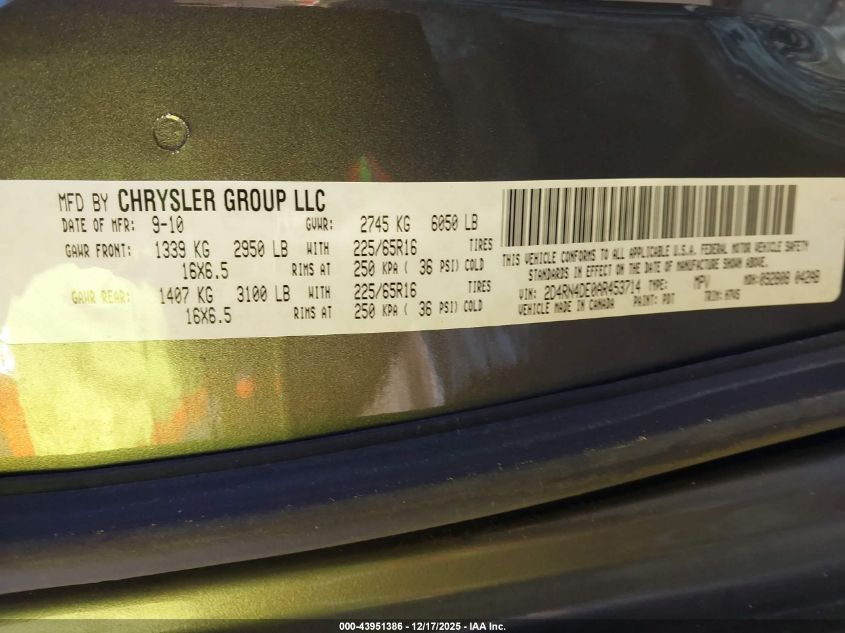 MFD BY CHRYSLER GROUP LLC
DATE OF MFR: 9-10 GVWR: 2745 KG 6050 LB
GAWR FRONT: 1339 KG 2950 LB WITH 225/65R16 TIRES
16X6.5 RIMS AT 250 KPA ( 36 PSI) COLD
GAWR REAR: 1407 KG 3100 LB WITH 225/65R16 TIRES
16X6.5 RIMS AT 250 KPA ( 36 PSI) COLD
THIS VEHICLE CONFORMS TO ALL APPLICABLE U.S.A. FEDERAL MOTOR VEHICLE SAFETY
STANDARDS IN EFFECT ON THE DATE OF MANUFACTURE SHOWN ABOVE.
VIN: 2D4RN4DE0AR453714 TYPE: MPV MDH: 092806 042AB
VEHICLE MADE IN CANADA PAINT: PDT TRIM:
000-43951386 - 12/17/2025 - IAA Inc.